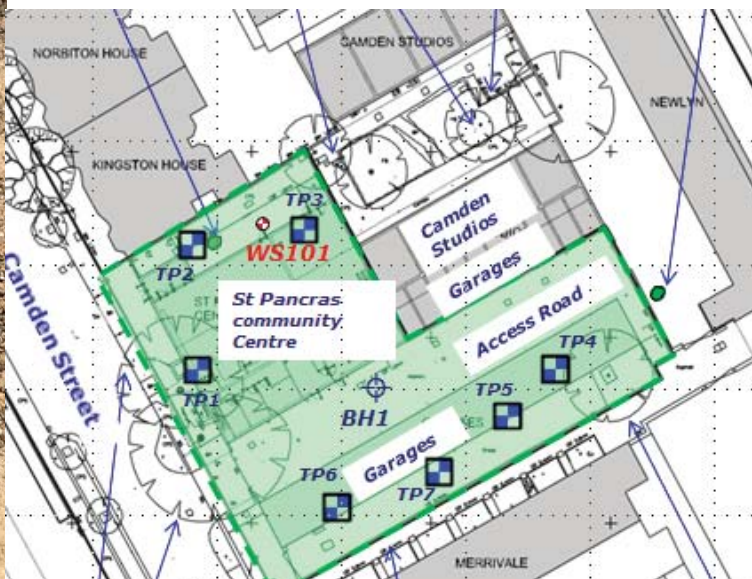 NORBITON HOUSE
CAMDEN STUDIOS
NEWLYN
KINGSTON HOUSE
TP3
WS101
TP2
Camden
Studios
Garages
Camden Street
St Pancras
community
Centre
Access Road
TP4
TP1
TP5
BH1
Garages
TP6
TP7
MERRIVALE